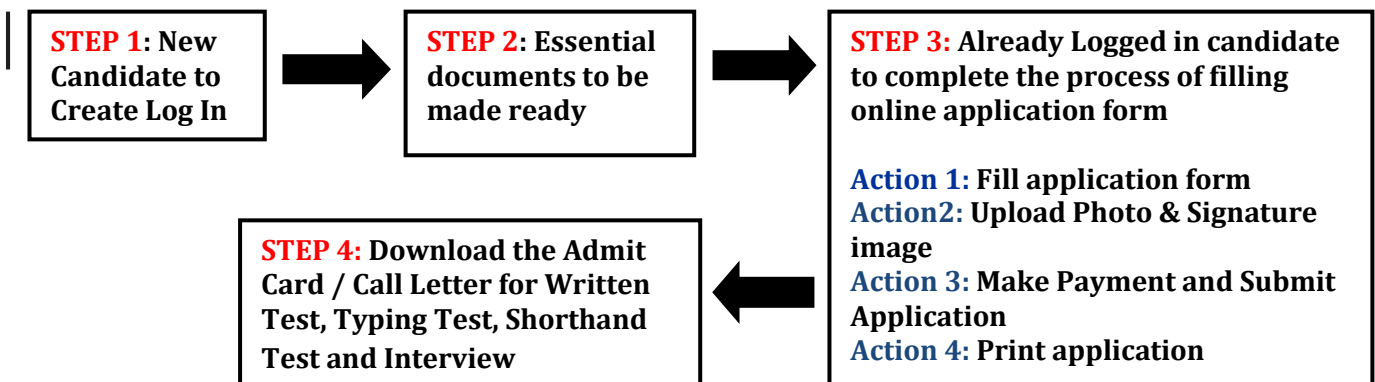 STEP 1: New
Candidate to
Create Log In
STEP 2: Essential
documents to be
made ready
STEP 3: Already Logged in candidate
to complete the process of filling
online application form
Action 1: Fill application form
Action2: Upload Photo & Signature
image
Action 3: Make Payment and Submit
Application
Action 4: Print application
STEP 4: Download the Admit
Card / Call Letter for Written
Test, Typing Test, Shorthand
Test and Interview